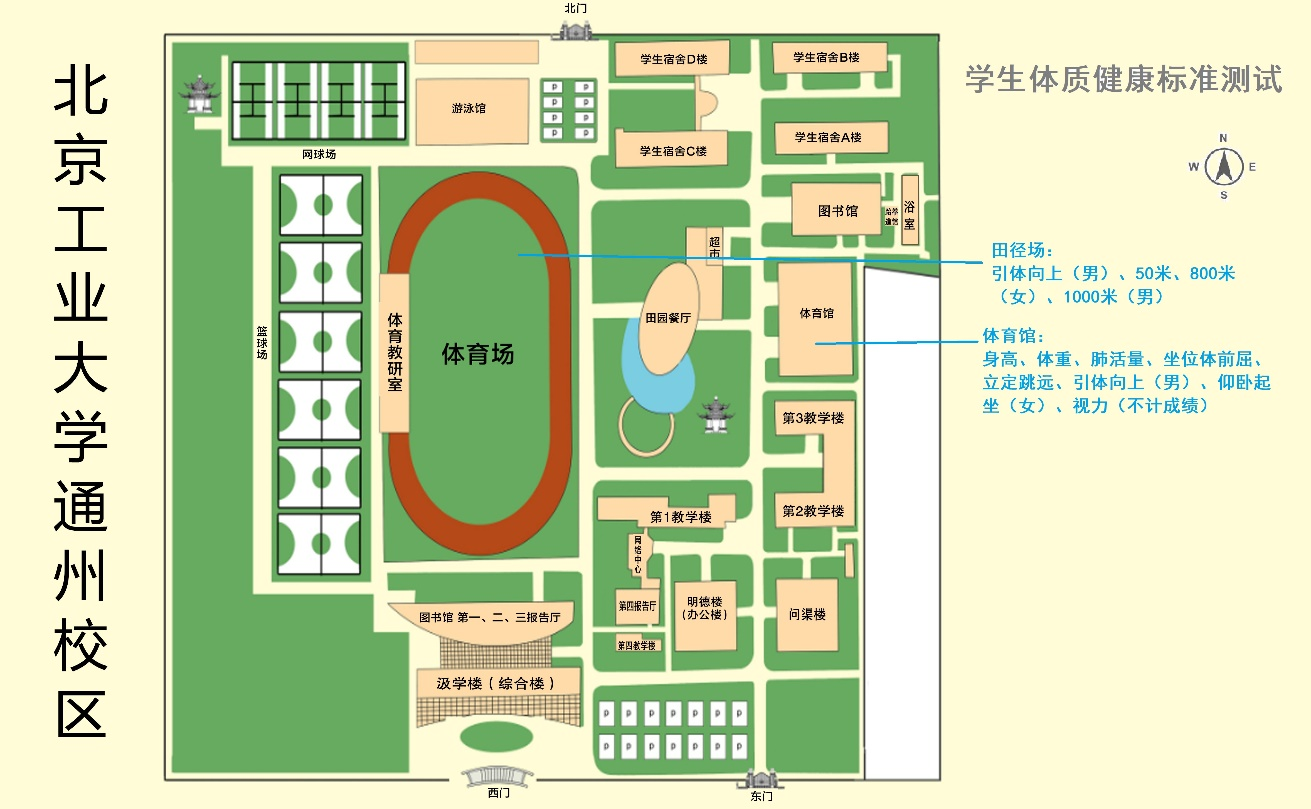 北京工业大学通州校区
学生体质健康标准测试
N
W E
S
北门
学生宿舍D楼
学生宿舍B楼
游泳馆
P P
P P
P P
P P
学生宿舍C楼
学生宿舍A楼
网球场
图书馆
浴室
超市
田径场：
引体向上（男）、50米、800米
（女）、1000米（男）
体育教研室
体育场
篮球场
田园餐厅
体育馆
体育馆：
身高、体重、肺活量、坐位体前屈、
立定跳远、引体向上（男）、仰卧起
坐（女）、视力（不计成绩）
第3教学楼
第2教学楼
第1教学楼
网络中心
第四报告厅
明德楼
（办公楼）
问渠楼
第四教学楼
图书馆 第一、二、三报告厅
汲学楼（综合楼）
P P P P P P P
P P P P P P P
西门
东门